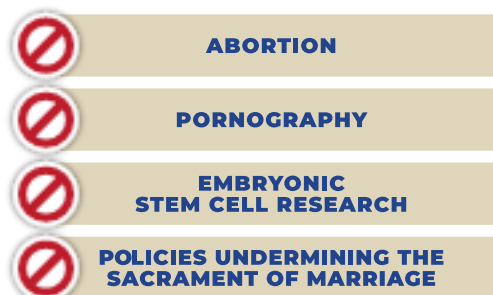 ABORTION
PORNOGRAPHY
EMBRYONIC
STEM CELL RESEARCH
POLICIES UNDERMINING THE
SACRAMENT OF MARRIAGE